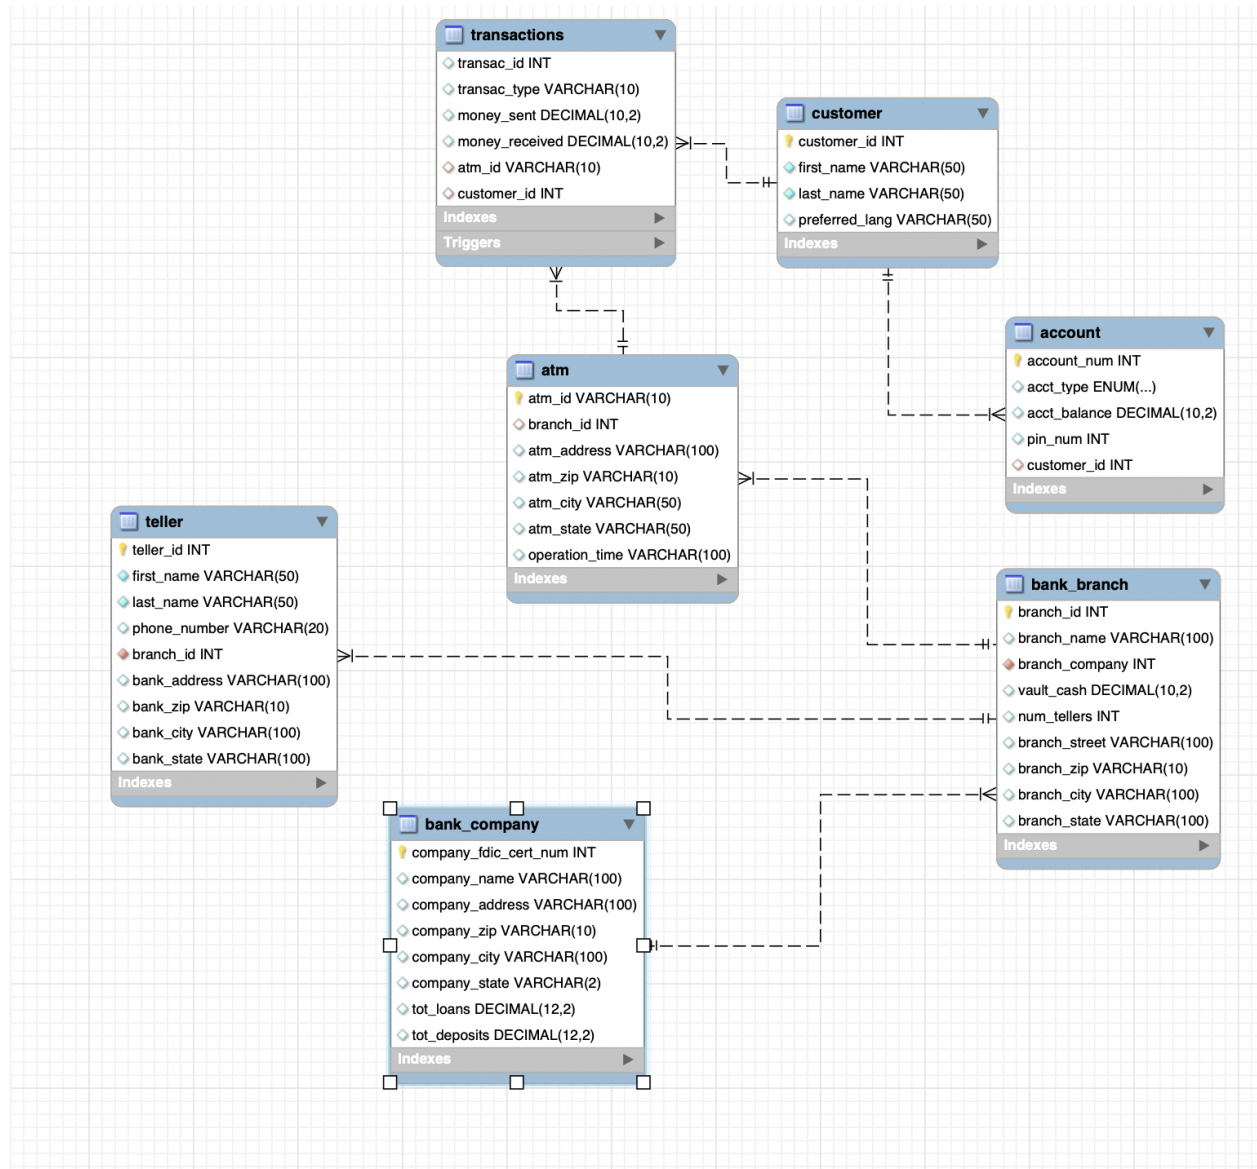 transactions
transac_id INT
transac_type VARCHAR(10)
money_sent DECIMAL(10,2)
money_received DECIMAL(10,2)
atm_id VARCHAR(10)
customer_id INT
Indexes
Triggers
customer
customer_id INT
first_name VARCHAR(50)
last_name VARCHAR(50)
preferred_lang VARCHAR(50)
Indexes
account
account_num INT
acct_type ENUM(...)
acct_balance DECIMAL(10,2)
pin_num INT
customer_id INT
Indexes
atm
atm_id VARCHAR(10)
branch_id INT
atm_address VARCHAR(100)
atm_zip VARCHAR(10)
atm_city VARCHAR(50)
atm_state VARCHAR(50)
operation_time VARCHAR(100)
Indexes
teller
teller_id INT
first_name VARCHAR(50)
last_name VARCHAR(50)
phone_number VARCHAR(20)
branch_id INT
bank_address VARCHAR(100)
bank_zip VARCHAR(10)
bank_city VARCHAR(100)
bank_state VARCHAR(100)
Indexes
bank_branch
branch_id INT
branch_name VARCHAR(100)
branch_company INT
vault_cash DECIMAL(10,2)
num_tellers INT
branch_street VARCHAR(100)
branch_zip VARCHAR(10)
branch_city VARCHAR(100)
branch_state VARCHAR(100)
Indexes
bank_company
company_fdic_cert_num INT
company_name VARCHAR(100)
company_address VARCHAR(100)
company_zip VARCHAR(10)
company_city VARCHAR(100)
company_state VARCHAR(2)
tot_loans DECIMAL(12,2)
tot_deposits DECIMAL(12,2)
Indexes